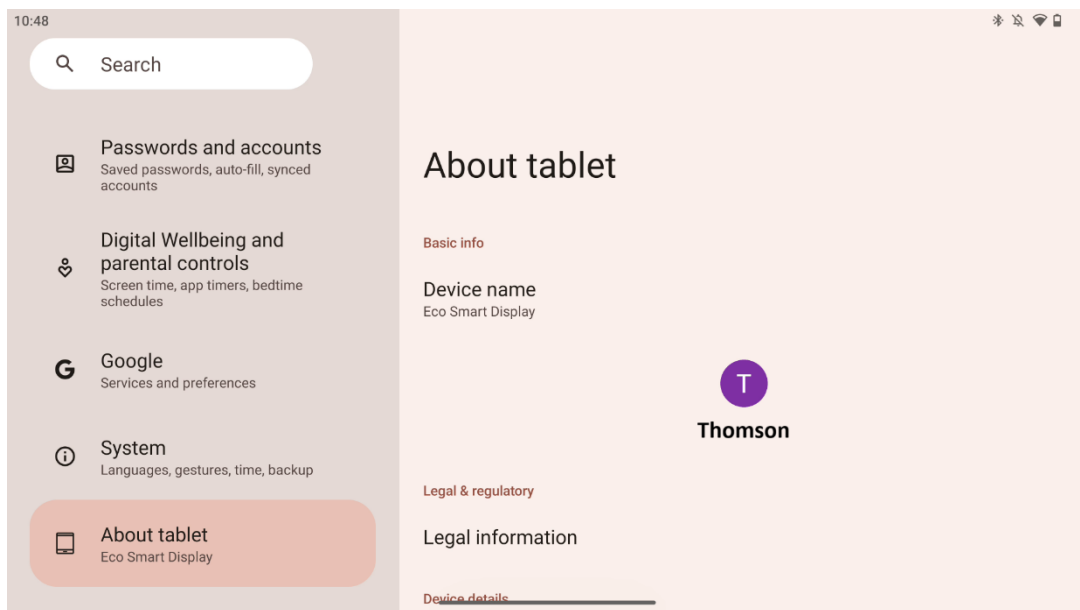 10:48
Search
Passwords and accounts
Saved passwords, auto-fill, synced
accounts
Digital Wellbeing and
parental controls
Screen time, app timers, bedtime
schedules
Google
Services and preferences
System
Languages, gestures, time, backup
About tablet
Eco Smart Display
About tablet
Basic info
Device name
Eco Smart Display
T
Thomson
Legal & regulatory
Legal information
Device details